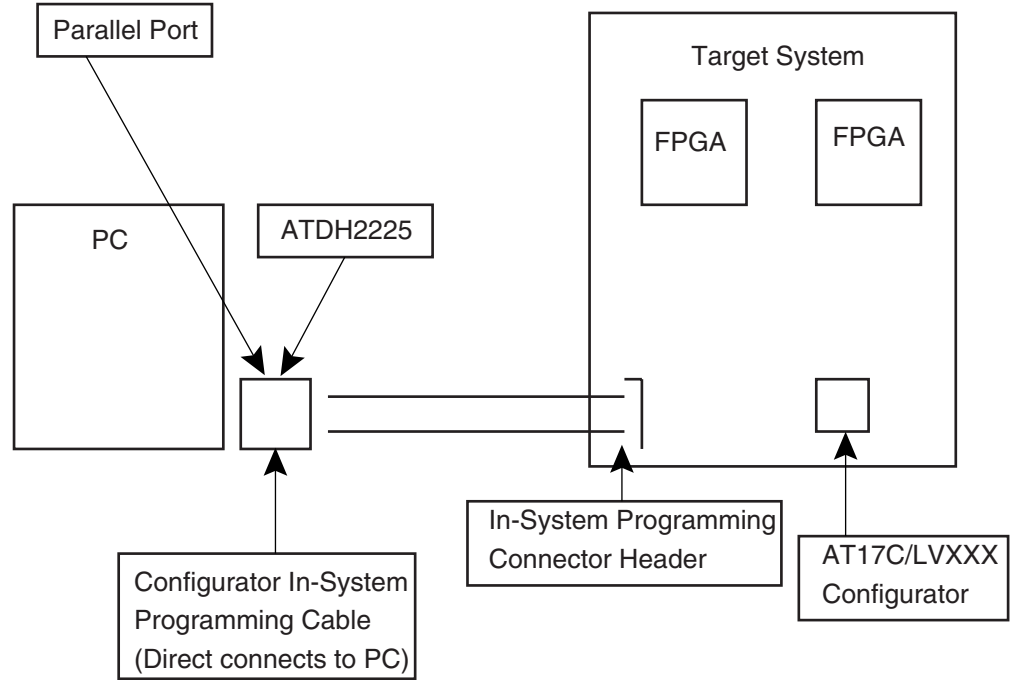 Parallel Port
Target System
FPGA
FPGA
PC
ATDH2225
In-System Programming
Connector Header
AT17C/LVXXX
Configurator
Configurator In-System
Programming Cable
(Direct connects to PC)